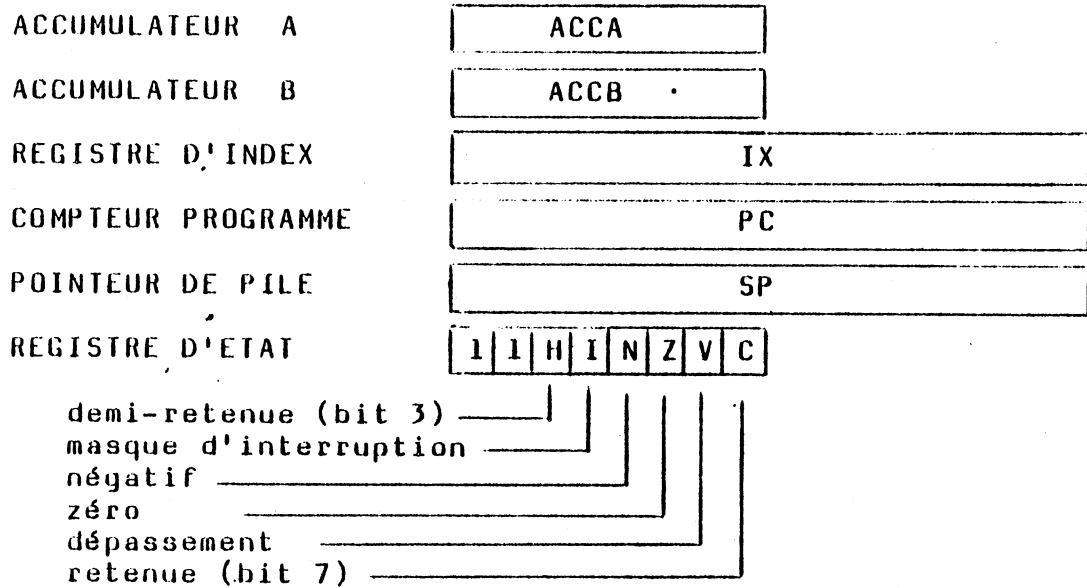 ACCUMULATEUR A ACCA
ACCUMULATEUR B ACCB
REGISTRE D'INDEX IX
COMPTEUR PROGRAMME PC
POINTEUR DE PILE SP
REGISTRE D'ETAT 1 1 H I N Z V C
demi-retenue (bit 3)
masque d'interruption
négatif
zéro
dépassement
retenue (bit 7)